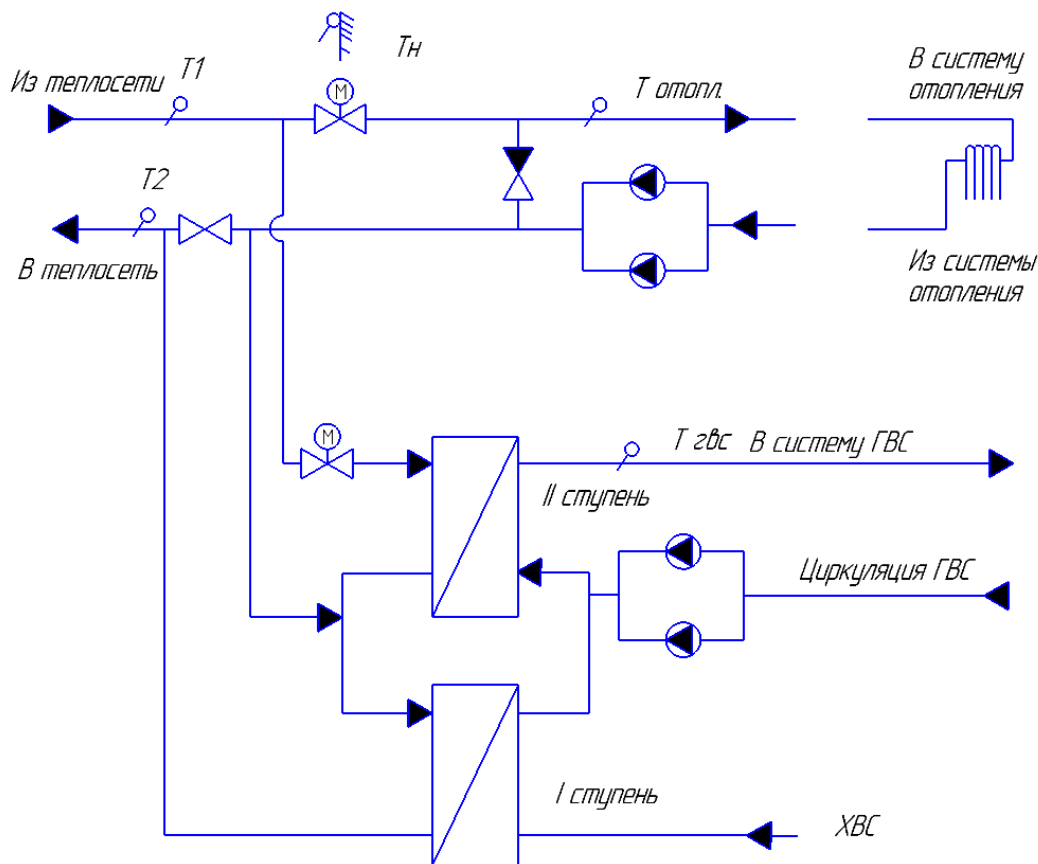 Тн
В систему
отопления
Из теплосети
Т1
Т отопл.
М
Т2
В теплосеть
Из системы
отопления
М
Т гвс
В систему ГВС
II ступень
Циркуляция ГВС
I ступень
ХВС